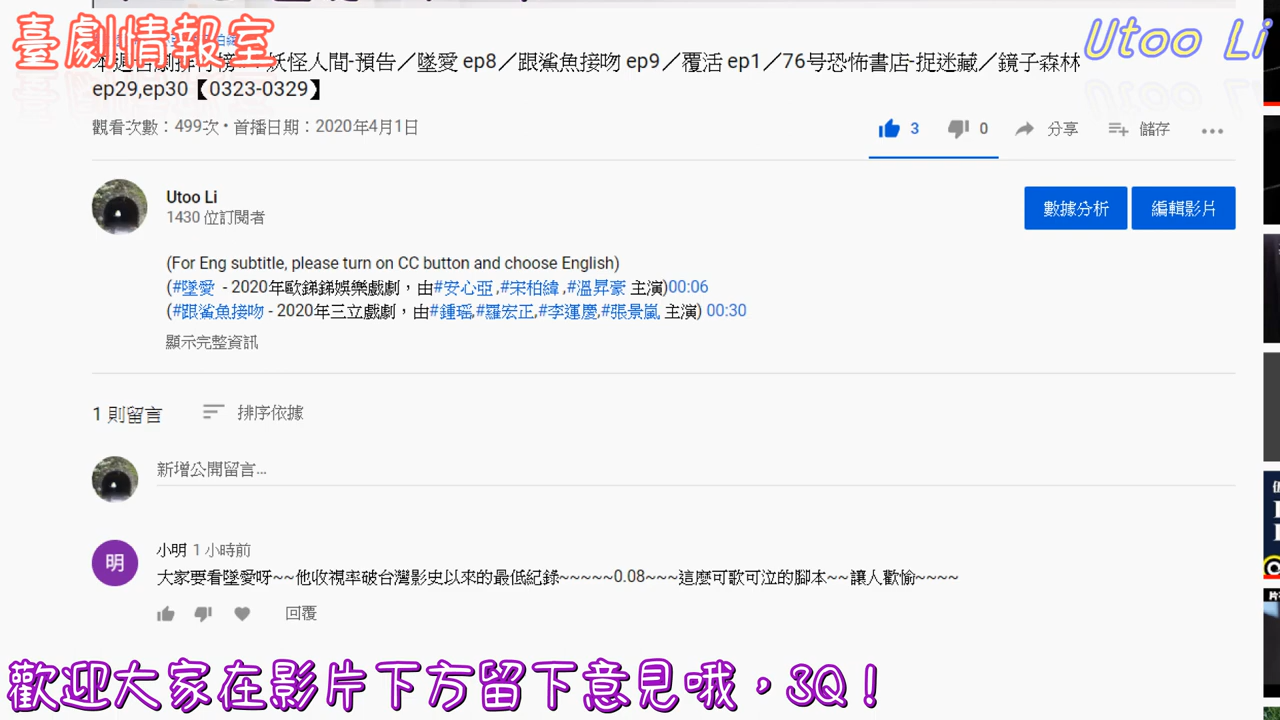 臺劇情報室
Utoo Li
本週台劇排行榜 妖怪人間-預告／墜愛 ep8／跟鯊魚接吻 ep9／覆活 ep1／76号恐怖書店-捉迷藏／鏡子森林
ep29,ep30【0323-0329】
觀看次數：499次 • 首播日期：2020年4月1日
3 0 分享 儲存
Utoo Li
1430 位訂閱者
數據分析 編輯影片
(For Eng subtitle, please turn on CC button and choose English)
(#墜愛 - 2020年歐銻銻娛樂戲劇，由#安心亞 ,#宋柏緯 ,#溫昇豪 主演)00:06
(#跟鯊魚接吻 - 2020年三立戲劇，由#鍾瑶,#羅宏正,#李運慶,#張景嵐 主演) 00:30
顯示完整資訊
1 則留言 排序依據
新增公開留言...
明
小明 1 小時前
大家要看墜愛呀~~他收視率破台灣影史以來的最低紀錄~~~~~0.08~~~這麼可歌可泣的腳本~~讓人歡愉~~~~
回覆
歡迎大家在影片下方留下意見哦，3Q！